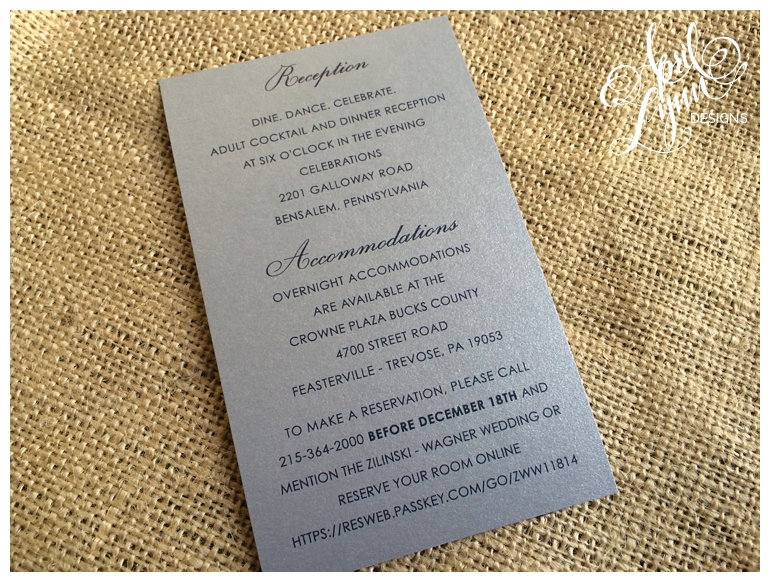 Reception
DINE. DANCE. CELEBRATE.
ADULT COCKTAIL AND DINNER RECEPTION
AT SIX O'CLOCK IN THE EVENING
CELEBRATIONS
2201 GALLOWAY ROAD
BENSALEM, PENNSYLVANIA
Accommodations
OVERNIGHT ACCOMMODATIONS
ARE AVAILABLE AT THE
CROWNE PLAZA BUCKS COUNTY
4700 STREET ROAD
FEASTERVILLE - TREVOSE, PA 19053
TO MAKE A RESERVATION, PLEASE CALL
215-364-2000 BEFORE DECEMBER 18TH AND
MENTION THE ZILINSKI - WAGNER WEDDING OR
RESERVE YOUR ROOM ONLINE
HTTPS://RESWEB.PASSKEY.COM/GO/ZWW11814
April
Lynn
DESIGNS